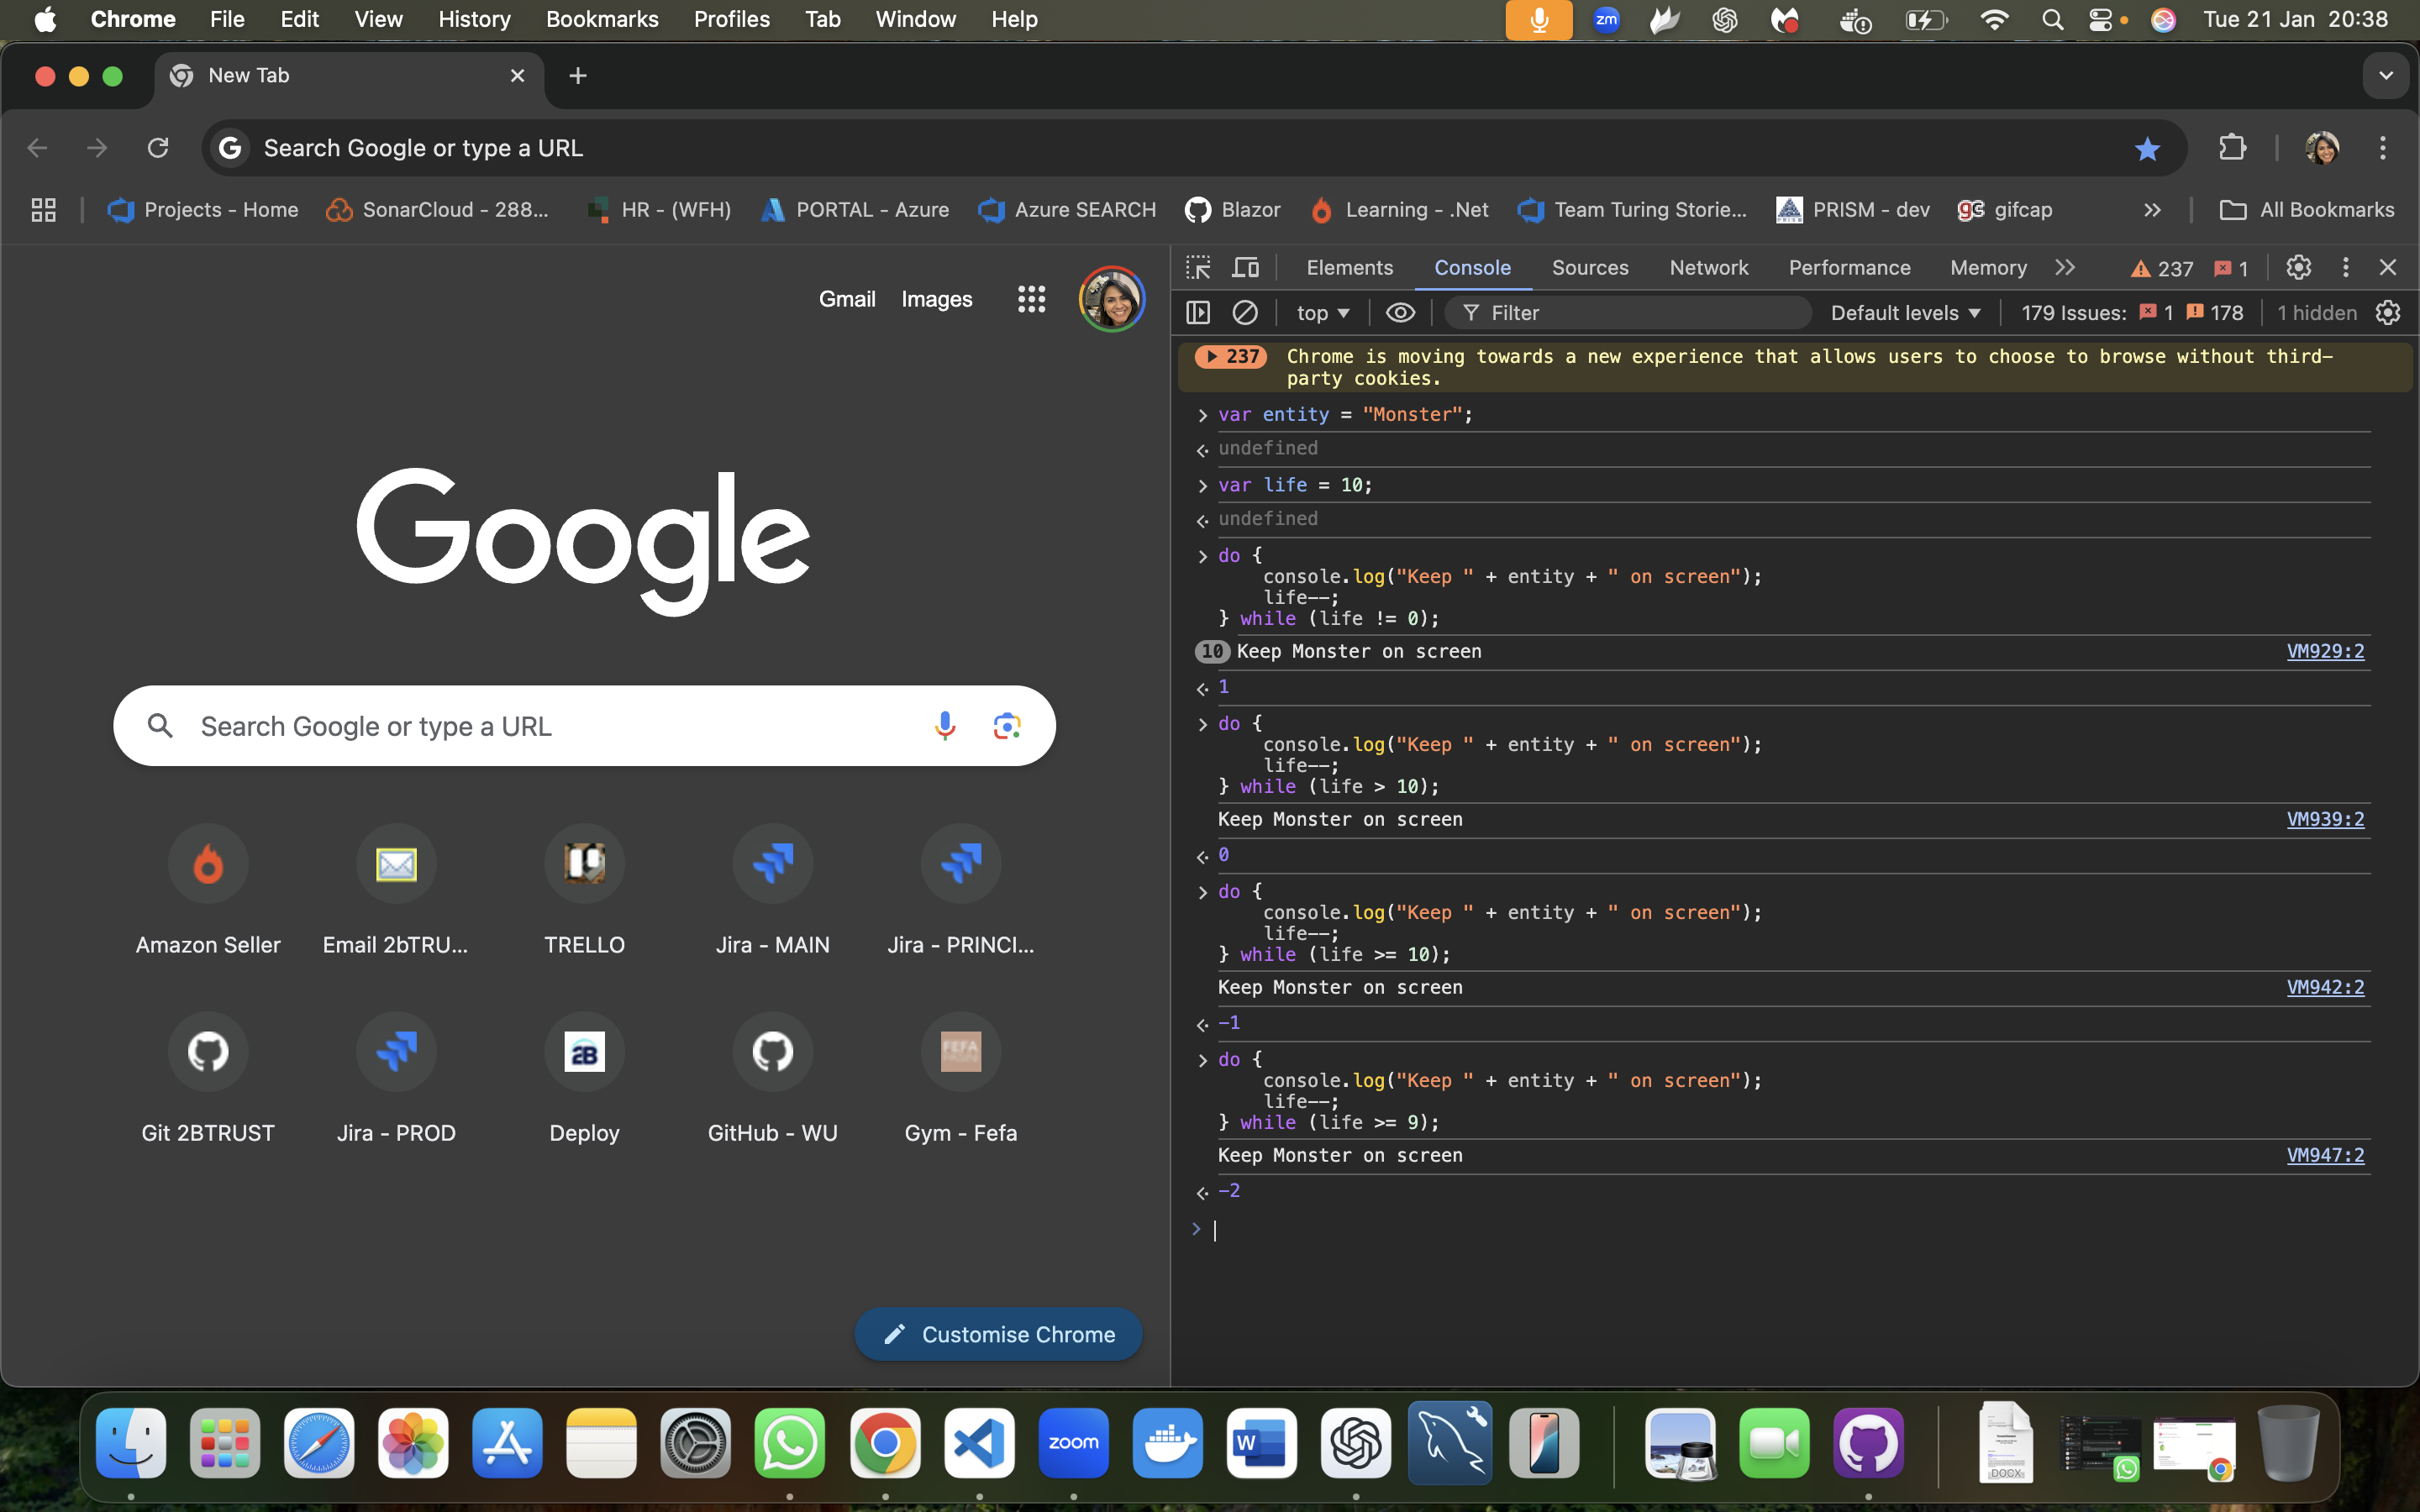 Chrome File Edit View History Bookmarks Profiles Tab Window Help zm Tue 21 Jan 20:38
New Tab
Search Google or type a URL
Projects - Home SonarCloud - 288... HR - (WFH) PORTAL - Azure Azure SEARCH Blazor Learning - .Net Team Turing Storie... PRISM - dev gifcap All Bookmarks
Gmail Images
Google
Search Google or type a URL
Amazon Seller Email 2bTRU... TRELLO Jira - MAIN Jira - PRINCI...
2B FEFA
Git 2BTRUST Jira - PROD Deploy GitHub - WU Gym - Fefa
Customise Chrome
Elements Console Sources Network Performance Memory 237 1
top Filter Default levels 179 Issues: 1 178 1 hidden
237 Chrome is moving towards a new experience that allows users to choose to browse without third-
party cookies.
> var entity = "Monster";
undefined
> var life = 10;
undefined
> do {
console.log("Keep " + entity + " on screen");
life--;
} while (life != 0);
10 Keep Monster on screen VM929:2
1
> do {
console.log("Keep " + entity + " on screen");
life--;
} while (life > 10);
Keep Monster on screen VM939:2
0
> do {
console.log("Keep " + entity + " on screen");
life--;
} while (life >= 10);
Keep Monster on screen VM942:2
-1
> do {
console.log("Keep " + entity + " on screen");
life--;
} while (life >= 9);
Keep Monster on screen VM947:2
-2
>
zoom W DOCX